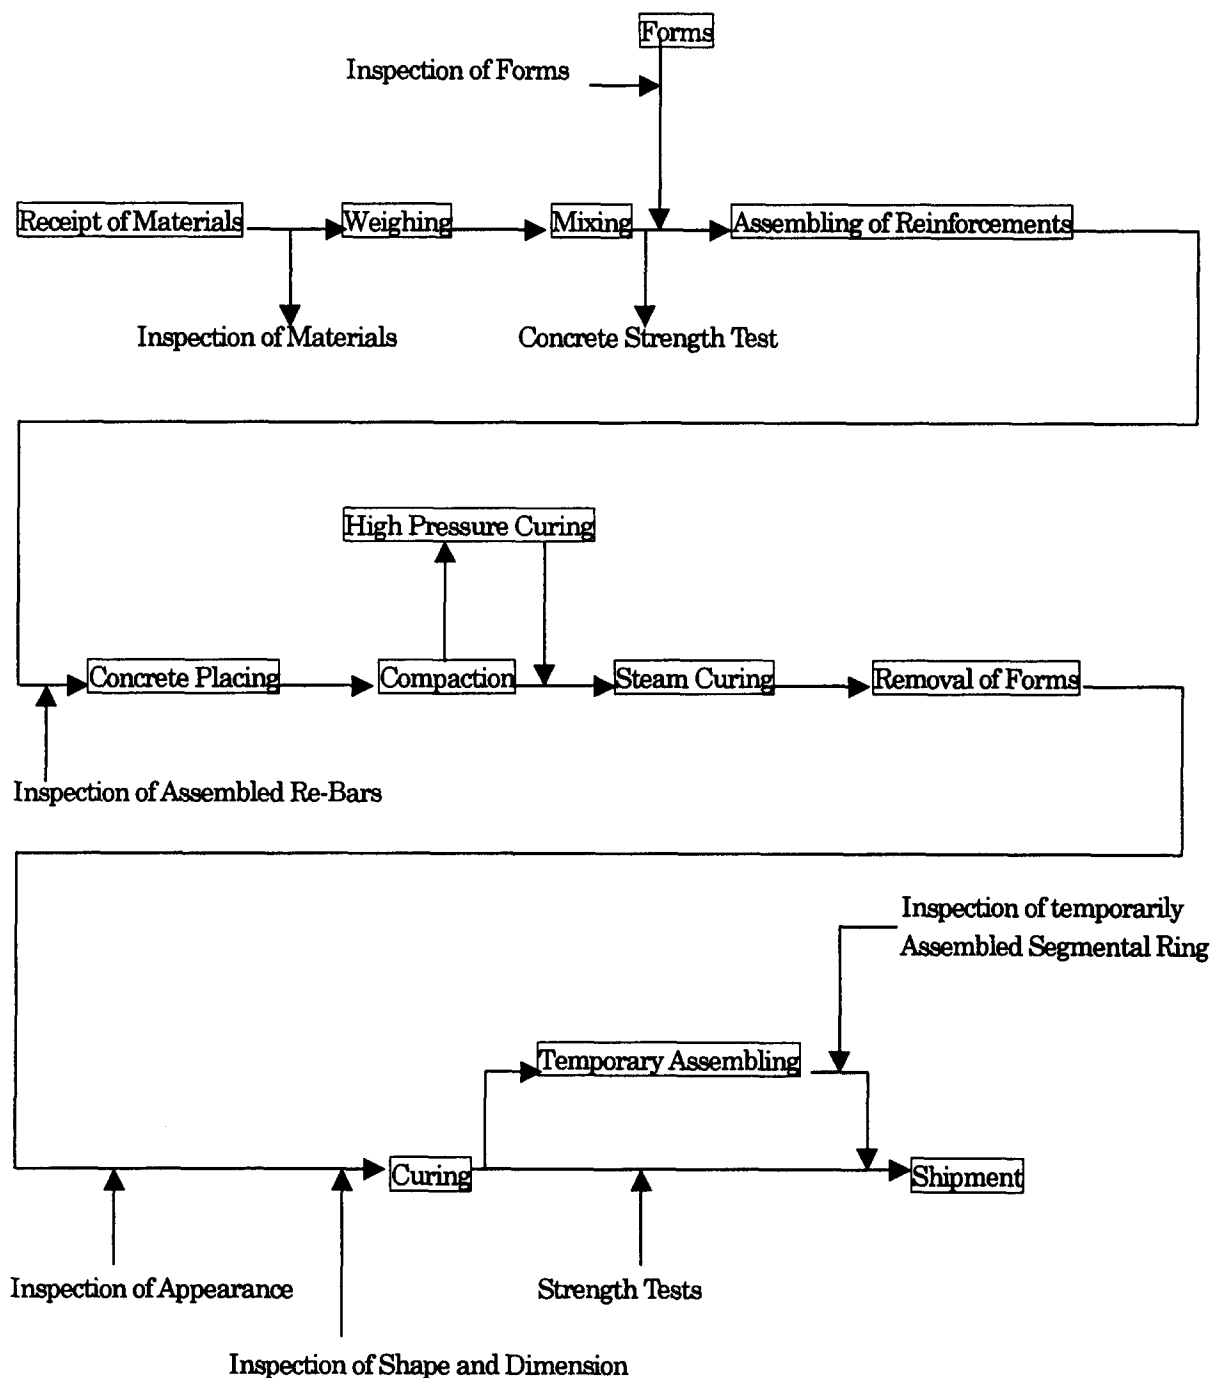 Forms
Inspection of Forms
Receipt of Materials
Weighing
Mixing
Assembling of Reinforcements
Inspection of Materials
Concrete Strength Test
High Pressure Curing
Concrete Placing
Compaction
Steam Curing
Removal of Forms
Inspection of Assembled Re-Bars
Inspection of temporarily
Assembled Segmental Ring
Temporary Assembling
Curing
Shipment
Inspection of Appearance
Strength Tests
Inspection of Shape and Dimension